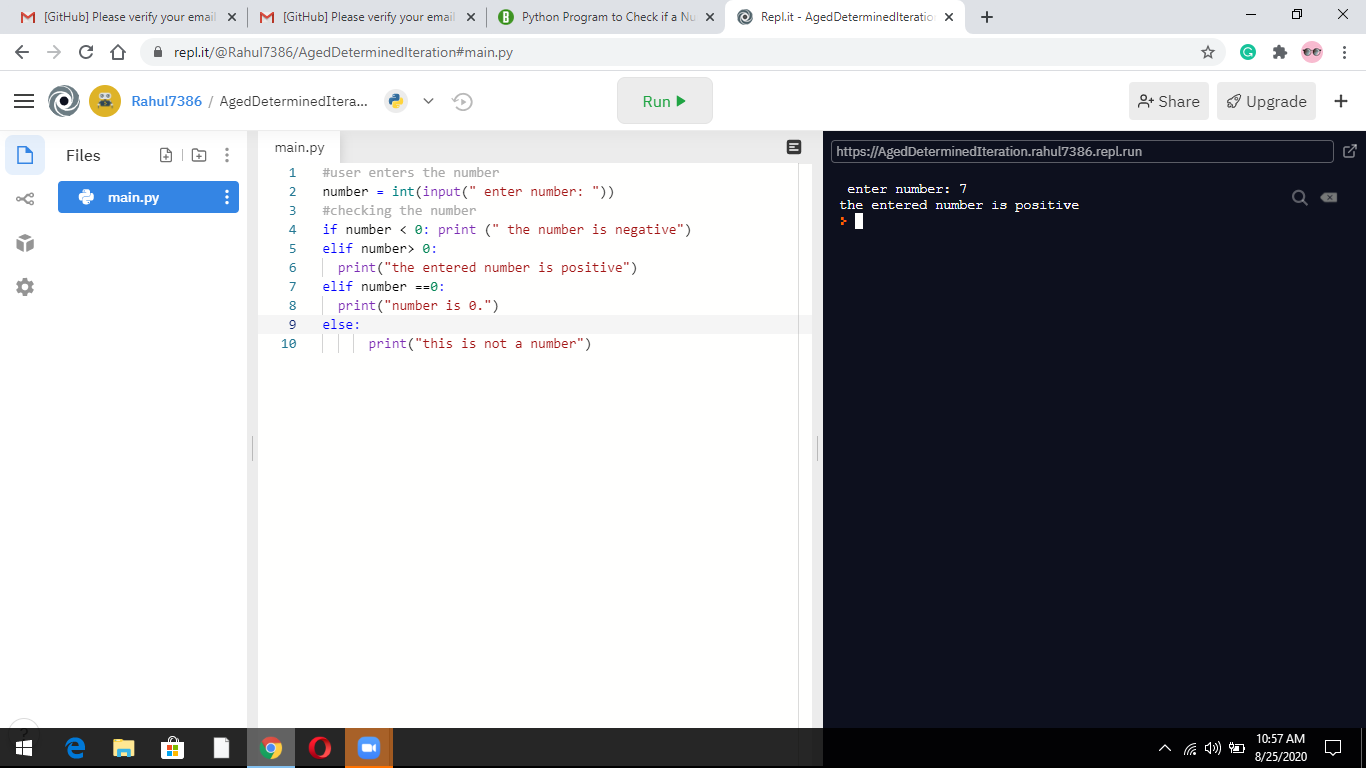 [GitHub] Please verify your email
[GitHub] Please verify your email
Python Program to Check if a Nu
Repl.it - AgedDeterminedIteratio
repl.it/@Rahul7386/AgedDeterminedIteration#main.py
Rahul7386 / AgedDeterminedItera...
Run
Share
Upgrade
Files
main.py
main.py
1 #user enters the number
2 number = int(input(" enter number: "))
3 #checking the number
4 if number < 0: print (" the number is negative")
5 elif number> 0:
6 print("the entered number is positive")
7 elif number ==0:
8 print("number is 0.")
9 else:
10 print("this is not a number")
https://AgedDeterminedIteration.rahul7386.repl.run
enter number: 7
the entered number is positive
10:57 AM
8/25/2020